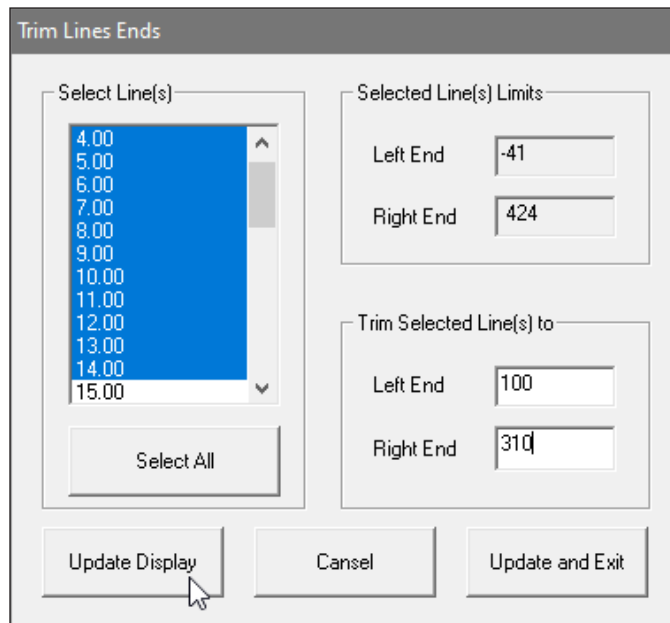 Trim Lines Ends
Select Line(s)
4.00
5.00
6.00
7.00
8.00
9.00
10.00
11.00
12.00
13.00
14.00
15.00
Select All
Selected Line(s) Limits
Left End -41
Right End 424
Trim Selected Line(s) to
Left End 100
Right End 310
Update Display
Cansel
Update and Exit